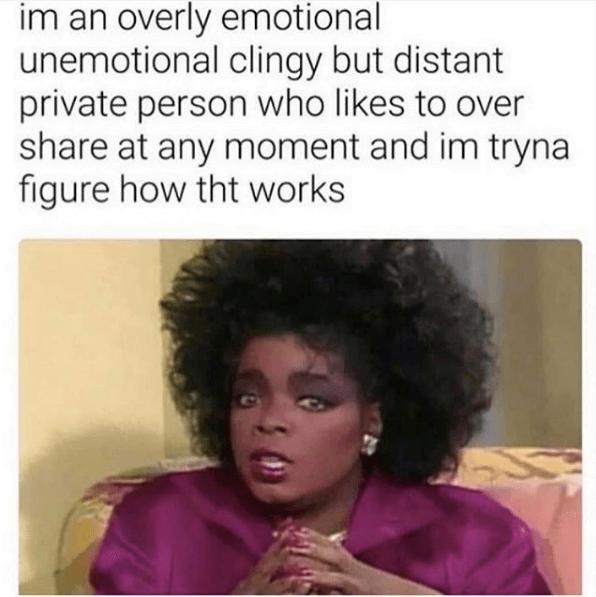 im an overly emotional
unemotional clingy but distant
private person who likes to over
share at any moment and im tryna
figure how tht works